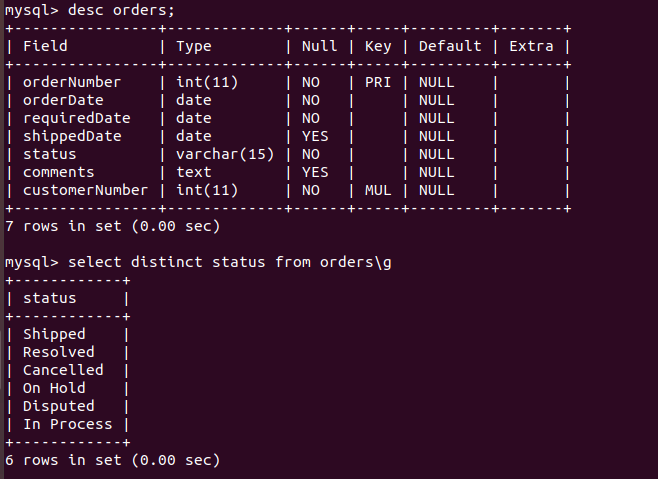 mysql> desc orders;
+----------------+-------------+------+-----+---------+-------+
| Field          | Type        | Null | Key | Default | Extra |
+----------------+-------------+------+-----+---------+-------+
| orderNumber    | int(11)     | NO   | PRI | NULL    |       |
| orderDate      | date        | NO   |     | NULL    |       |
| requiredDate   | date        | NO   |     | NULL    |       |
| shippedDate    | date        | YES  |     | NULL    |       |
| status         | varchar(15) | NO   |     | NULL    |       |
| comments       | text        | YES  |     | NULL    |       |
| customerNumber | int(11)     | NO   | MUL | NULL    |       |
+----------------+-------------+------+-----+---------+-------+
7 rows in set (0.00 sec)

mysql> select distinct status from orders\g
+------------+
| status     |
+------------+
| Shipped    |
| Resolved   |
| Cancelled  |
| On Hold    |
| Disputed   |
| In Process |
+------------+
6 rows in set (0.00 sec)